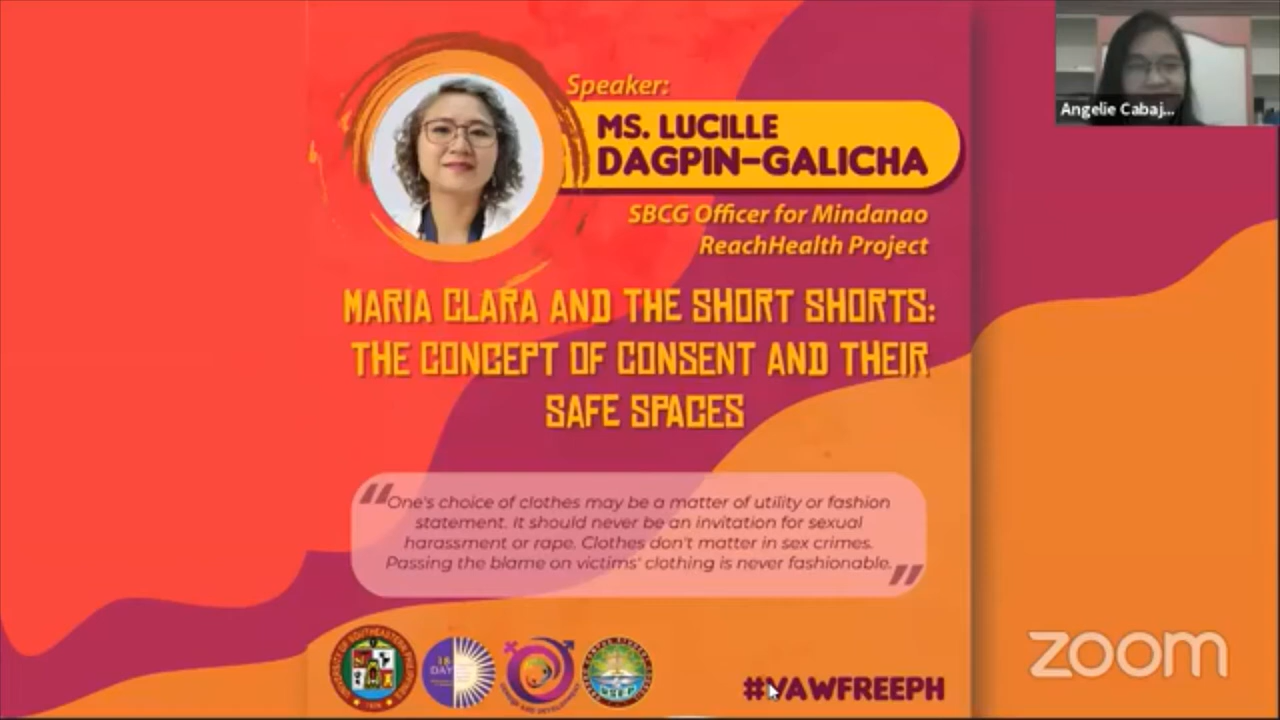 Speaker:
MS. LUCILLE
DAGPIN-GALICHA
SBCG Officer for Mindanao
ReachHealth Project
MARIA CLARA AND THE SHORT SHORTS:
THE CONCEPT OF CONSENT AND THEIR
SAFE SPACES
"One's choice of clothes may be a matter of utility or fashion
statement. It should never be an invitation for sexual
harassment or rape. Clothes don't matter in sex crimes.
Passing the blame on victims' clothing is never fashionable."
18
DAY
#VAWFREEPH
Angelie Cabaj...
zoom